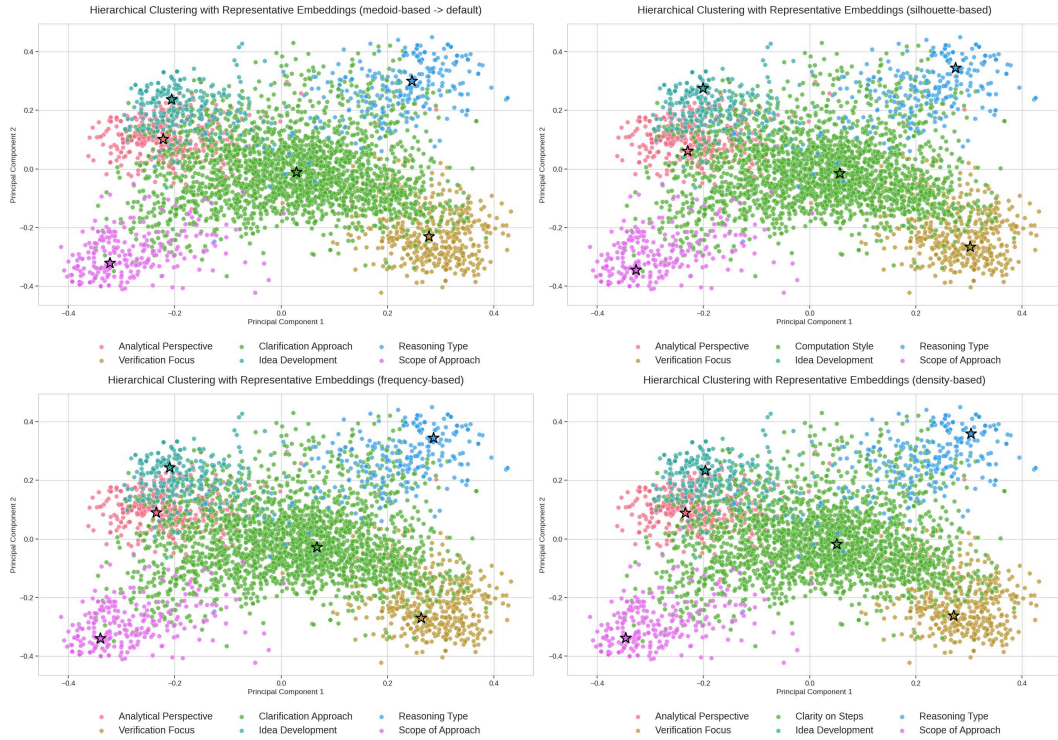 Hierarchical Clustering with Representative Embeddings (medoid-based -> default)
Principal Component 2
0.4
0.2
0.0
−0.2
−0.4
−0.4 −0.2 0.0 0.2 0.4
Principal Component 1
Analytical Perspective Clarification Approach Reasoning Type
Verification Focus Idea Development Scope of Approach
Hierarchical Clustering with Representative Embeddings (silhouette-based)
Principal Component 2
0.4
0.2
0.0
−0.2
−0.4
−0.4 −0.2 0.0 0.2 0.4
Principal Component 1
Analytical Perspective Computation Style Reasoning Type
Verification Focus Idea Development Scope of Approach
Hierarchical Clustering with Representative Embeddings (frequency-based)
Principal Component 2
0.4
0.2
0.0
−0.2
−0.4
−0.4 −0.2 0.0 0.2 0.4
Principal Component 1
Analytical Perspective Clarification Approach Reasoning Type
Verification Focus Idea Development Scope of Approach
Hierarchical Clustering with Representative Embeddings (density-based)
Principal Component 2
0.4
0.2
0.0
−0.2
−0.4
−0.4 −0.2 0.0 0.2 0.4
Principal Component 1
Analytical Perspective Clarity on Steps Reasoning Type
Verification Focus Idea Development Scope of Approach